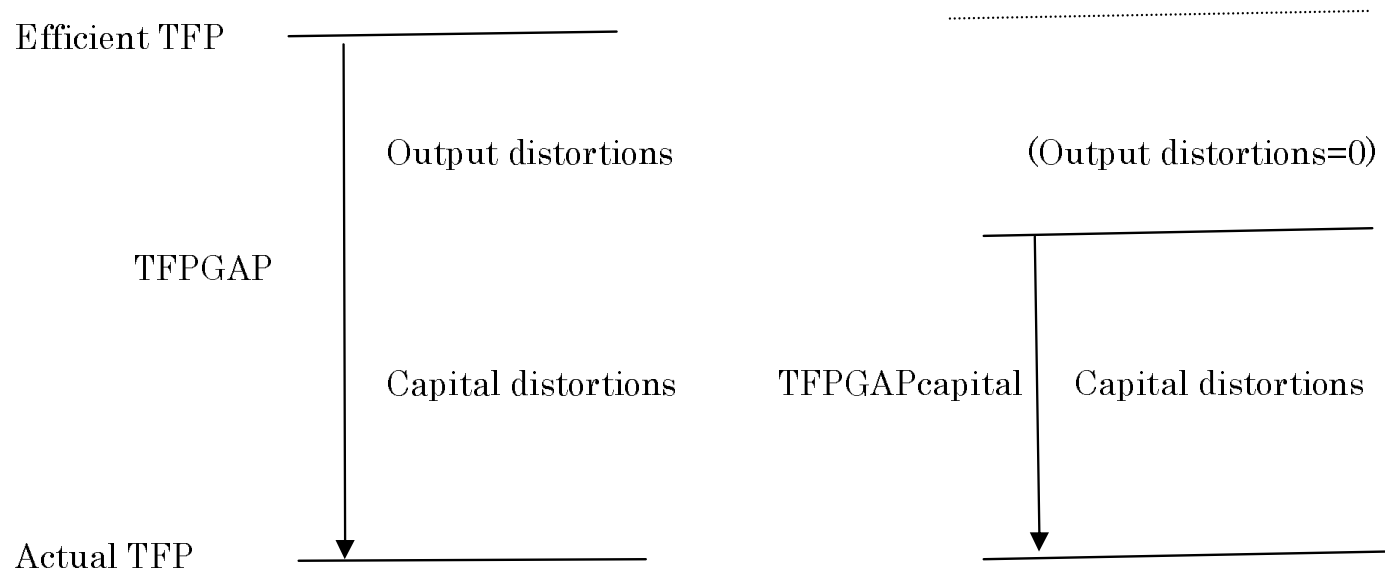 Efficient TFP
Output distortions
(Output distortions=0)
TFPGAP
Capital distortions
TFPGAPcapital
Capital distortions
Actual TFP